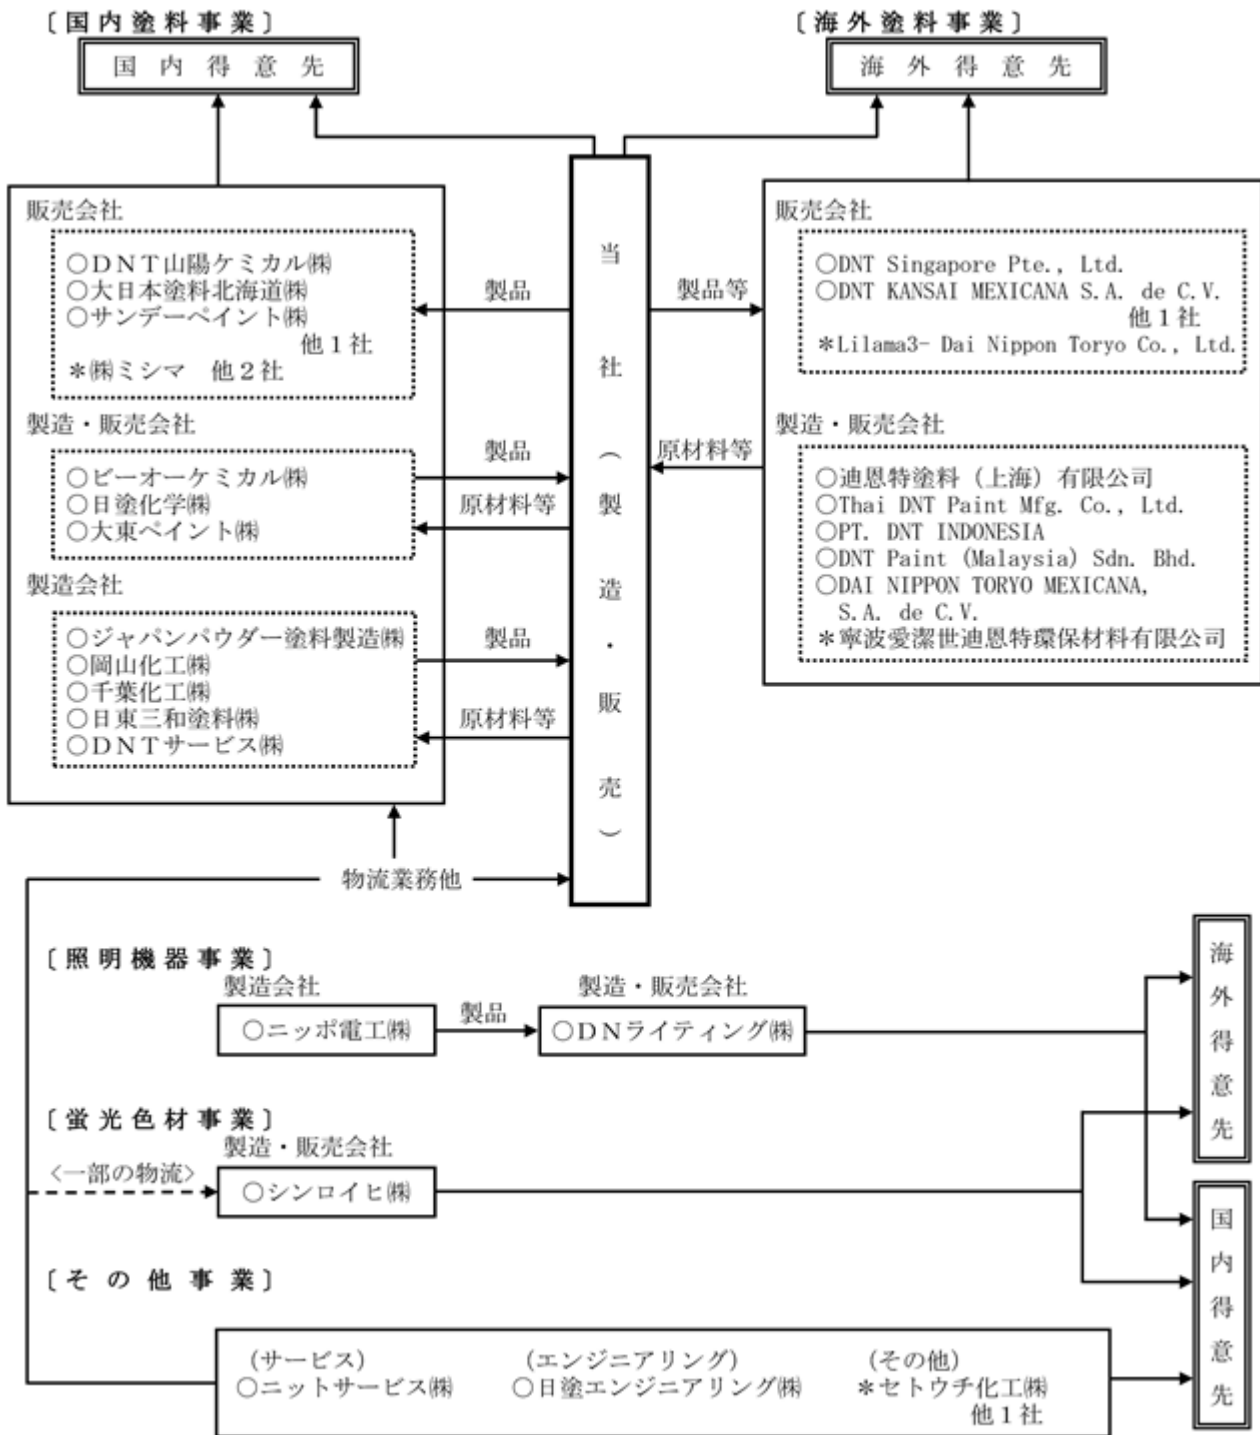 〔国内塗料事業〕
国内得意先
〔海外塗料事業〕
海外得意先
販売会社
○ＤＮＴ山陽ケミカル㈱
○大日本塗料北海道㈱
○サンデーペイント㈱
他１社
＊㈱ミシマ　他２社
製造・販売会社
○ビーオーケミカル㈱
○日塗化学㈱
○大東ペイント㈱
製造会社
○ジャパンパウダー塗料製造㈱
○岡山化工㈱
○千葉化工㈱
○日東三和塗料㈱
○ＤＮＴサービス㈱
製品
製品
原材料等
製品
原材料等
当社（製造・販売）
製品等
原材料等
販売会社
○DNT Singapore Pte., Ltd.
○DNT KANSAI MEXICANA S.A. de C.V.
他１社
＊Lilama3- Dai Nippon Toryo Co., Ltd.
製造・販売会社
○迪恩特塗料（上海）有限公司
○Thai DNT Paint Mfg. Co., Ltd.
○PT. DNT INDONESIA
○DNT Paint (Malaysia) Sdn. Bhd.
○DAI NIPPON TORYO MEXICANA,
S.A. de C.V.
＊寧波愛潔世迪恩特環保材料有限公司
物流業務他
〔照明機器事業〕
製造会社
○ニッポ電工㈱
製品
製造・販売会社
○ＤＮライティング㈱
海外得意先
〔蛍光色材事業〕
製造・販売会社
<一部の物流>
○シンロイヒ㈱
国内得意先
〔その他事業〕
（サービス）
○ニットサービス㈱
（エンジニアリング）
○日塗エンジニアリング㈱
（その他）
＊セトウチ化工㈱
他１社